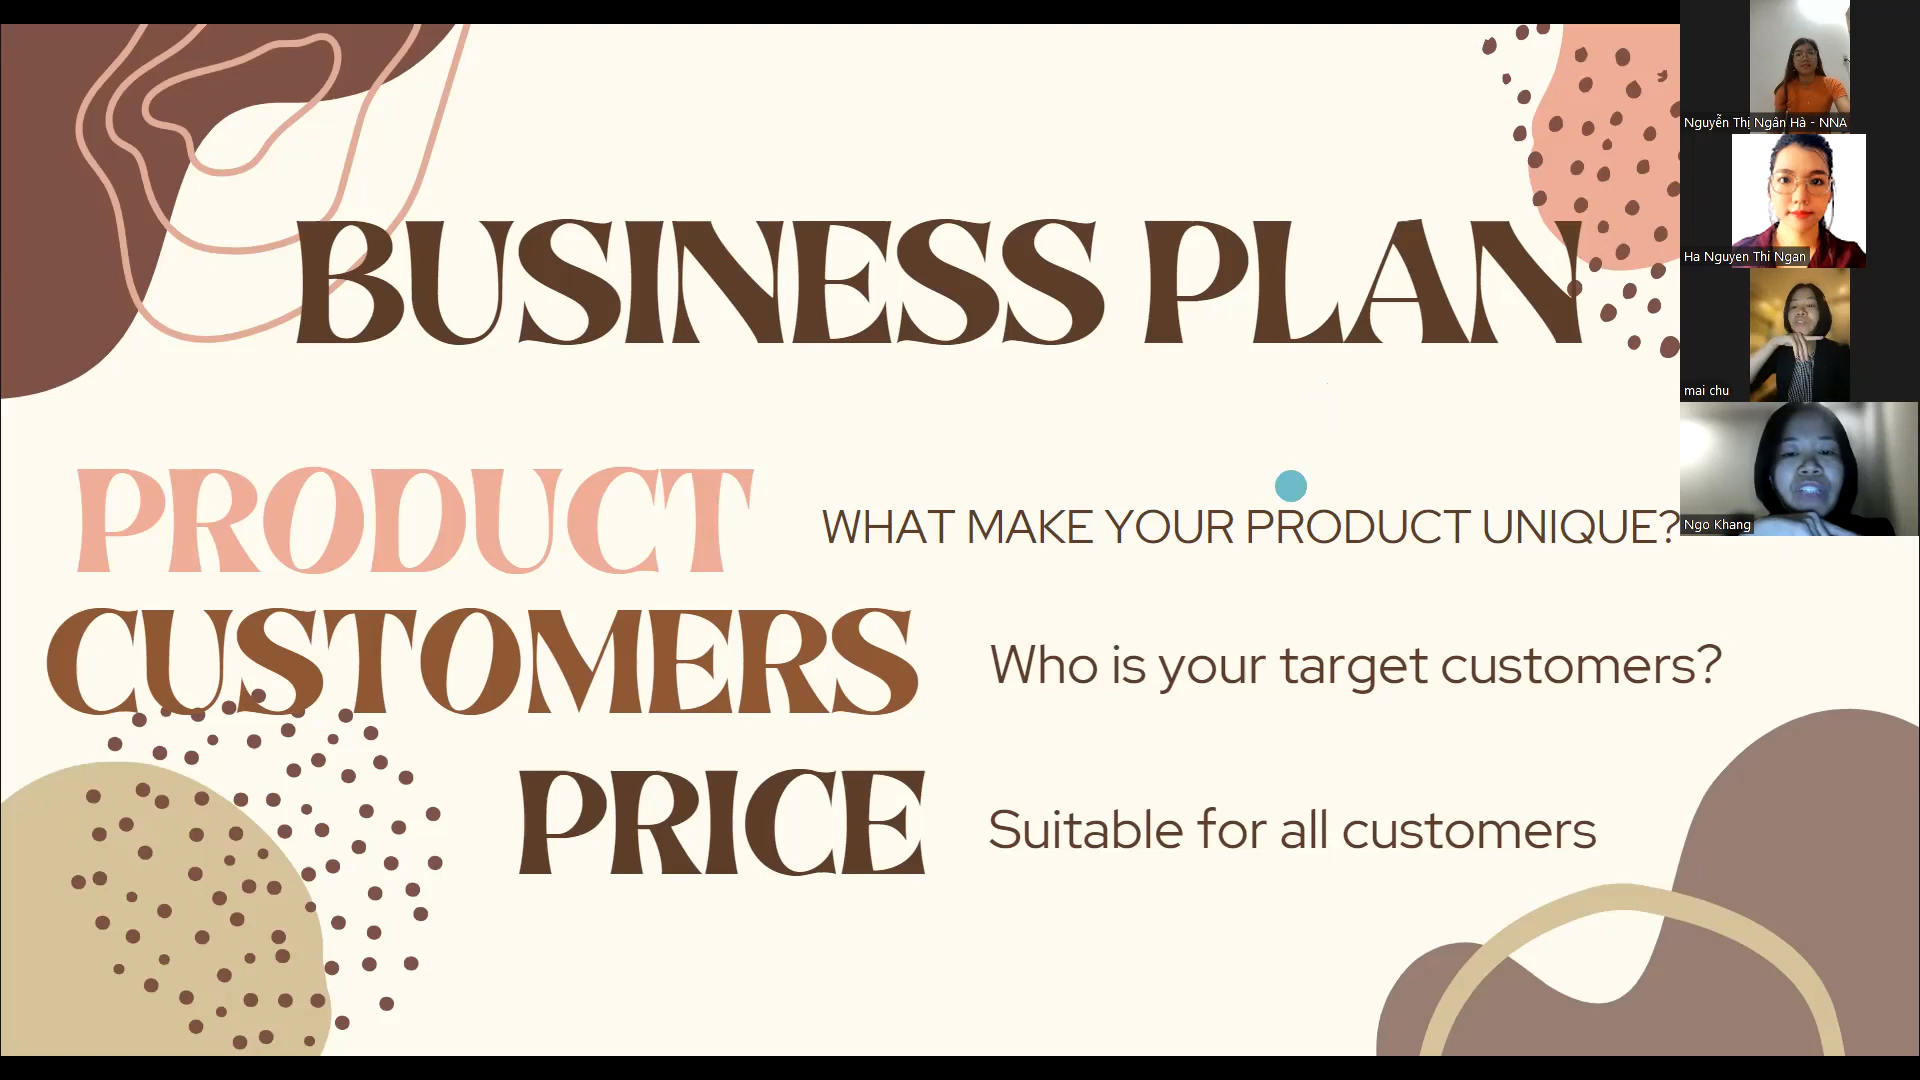 BUSINESS PLAN
PRODUCT
WHAT MAKE YOUR PRODUCT UNIQUE?
CUSTOMERS
Who is your target customers?
PRICE
Suitable for all customers
Nguyễn Thị Ngân Hà - NNA
Ha Nguyen Thi Ngan
mai chu
Ngo Khang